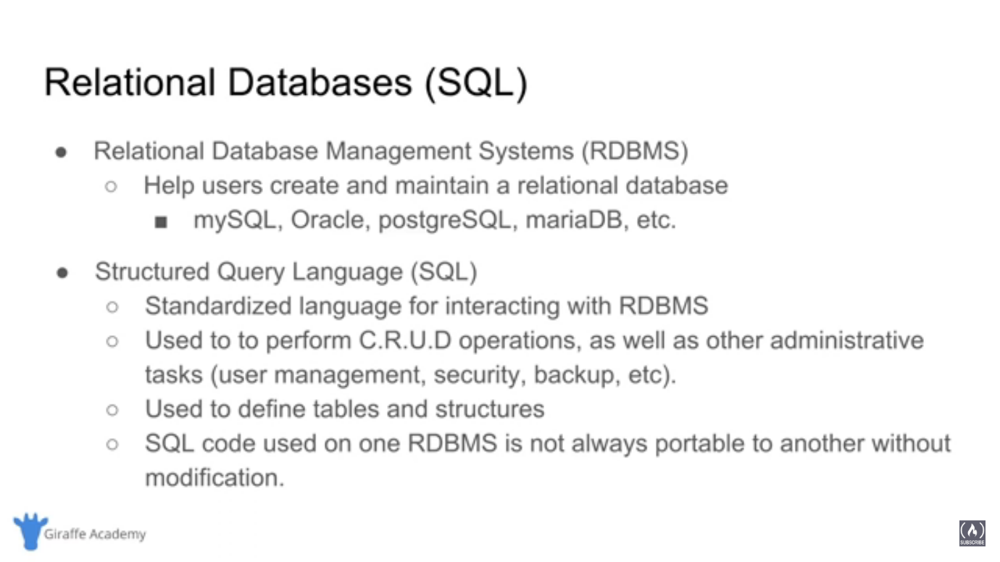 Relational Databases (SQL)
● Relational Database Management Systems (RDBMS)
○ Help users create and maintain a relational database
■ mySQL, Oracle, postgreSQL, mariaDB, etc.
● Structured Query Language (SQL)
○ Standardized language for interacting with RDBMS
○ Used to to perform C.R.U.D operations, as well as other administrative
tasks (user management, security, backup, etc).
○ Used to define tables and structures
○ SQL code used on one RDBMS is not always portable to another without
modification.
Giraffe Academy
SUBSCRIBE